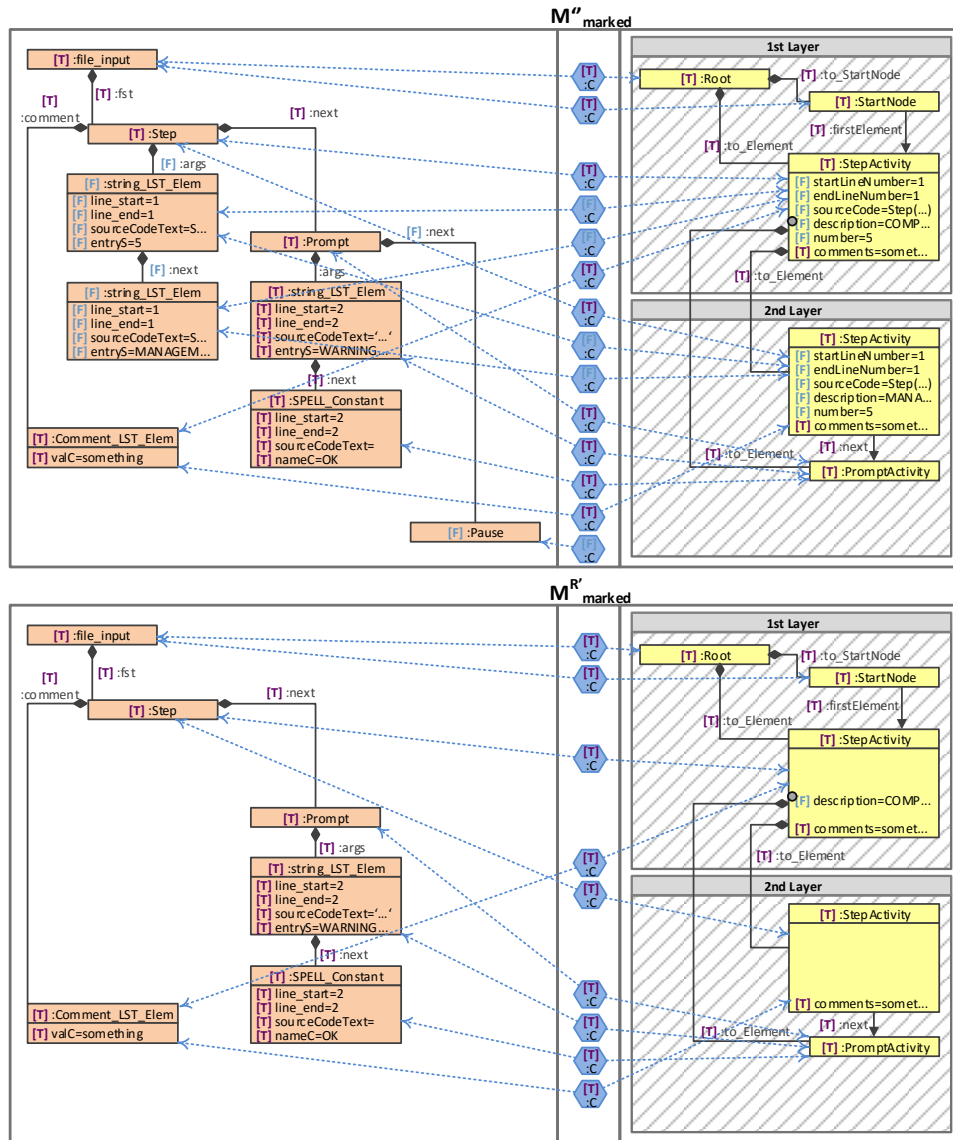 M″marked
1st Layer
[T] :file_input
[T] :fst
[T]
:comment
[T] :next
[T] :Step
[F] :args
[F] :string_LST_Elem
[F] line_start=1
[F] line_end=1
[F] sourceCodeText=S...
[F] entryS=5
[F] :next
[F] :string_LST_Elem
[F] line_start=1
[F] line_end=1
[F] sourceCodeText=S...
[F] entryS=MANAGEM...
[T] :Prompt
[F] :next
:args
[T] :string_LST_Elem
[T] line_start=2
[T] line_end=2
[T] sourceCodeText='...'
[T] entryS=WARNING...
[T] :next
[T] :SPELL_Constant
[T] line_start=2
[T] line_end=2
[T] sourceCodeText=
[T] nameC=OK
[T] :Comment_LST_Elem
[T] valC=something
[F] :Pause
[T]
:C
[T]
:C
[T]
:C
[F]
:C
[F]
:C
[T]
:C
[T]
:C
[F]
:C
[F]
:C
[T]
:C
[T]
:C
[T]
:C
[T]
:C
[F]
:C
[T] :Root
[T] :to_StartNode
[T] :StartNode
[T] :firstElement
[T] :to_Element
[T] :StepActivity
[F] startLineNumber=1
[F] endLineNumber=1
[F] sourceCode=Step(...)
[F] description=COMP...
[F] number=5
[T] comments=somet...
[T] :to_Element
2nd Layer
[T] :StepActivity
[F] startLineNumber=1
[F] endLineNumber=1
[F] sourceCode=Step(...)
[F] description=MANA...
[F] number=5
[T] comments=somet...
[T] :to_Element
[T] :next
[T] :PromptActivity
M^R'marked
1st Layer
[T] :file_input
[T] :fst
[T]
:comment
[T] :next
[T] :Step
[T] :Prompt
[T] :args
[T] :string_LST_Elem
[T] line_start=2
[T] line_end=2
[T] sourceCodeText='...'
[T] entryS=WARNING...
[T] :next
[T] :SPELL_Constant
[T] line_start=2
[T] line_end=2
[T] sourceCodeText=
[T] nameC=OK
[T] :Comment_LST_Elem
[T] valC=something
[T]
:C
[T]
:C
[T]
:C
[T]
:C
[T]
:C
[T]
:C
[T]
:C
[T]
:C
[T]
:C
[T] :Root
[T] :to_StartNode
[T] :StartNode
[T] :firstElement
[T] :to_Element
[T] :StepActivity
[F] description=COMP...
[T] comments=somet...
[T] :to_Element
2nd Layer
[T] :StepActivity
[T] comments=somet...
[T] :to_Element
[T] :next
[T] :PromptActivity